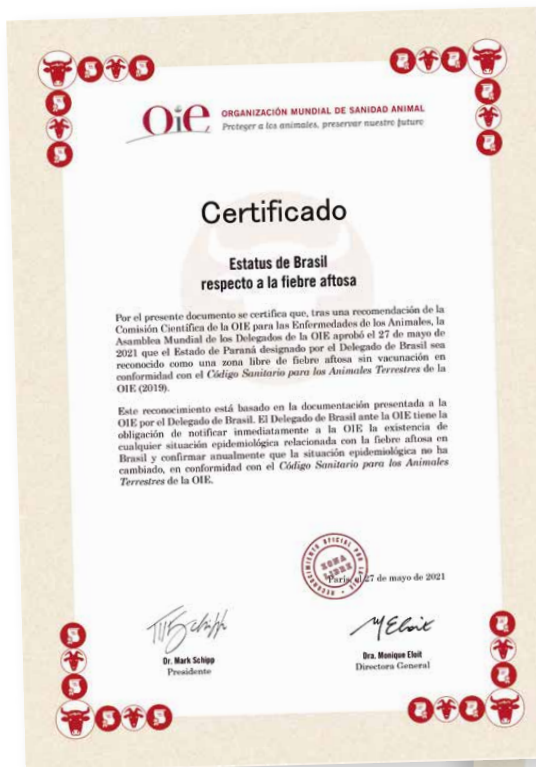 OIE
ORGANIZACIÓN MUNDIAL DE SANIDAD ANIMAL
Proteger a los animales, preservar nuestro futuro
Certificado
Estatus de Brasil
respecto a la fiebre aftosa
Por el presente documento se certifica que, tras una recomendación de la
Comisión Científica de la OIE para las Enfermedades de los Animales, la
Asamblea Mundial de los Delegados de la OIE aprobó el 27 de mayo de
2021 que el Estado de Paraná designado por el Delegado de Brasil sea
reconocido como una zona libre de fiebre aftosa sin vacunación en
conformidad con el Código Sanitario para los Animales Terrestres de la
OIE (2019).
Este reconocimiento está basado en la documentación presentada a la
OIE por el Delegado de Brasil. El Delegado de Brasil ante la OIE tiene la
obligación de notificar inmediatamente a la OIE la existencia de
cualquier situación epidemiológica relacionada con la fiebre aftosa en
Brasil y confirmar anualmente que la situación epidemiológica no ha
cambiado, en conformidad con el Código Sanitario para los Animales
Terrestres de la OIE.
RECONOCIMIENTO OFICIAL POR LA OIE
ZONA
LIBRE
París, el 27 de mayo de 2021
Dr. Mark Schipp
Presidente
M Eloit
Dra. Monique Eloit
Directora General